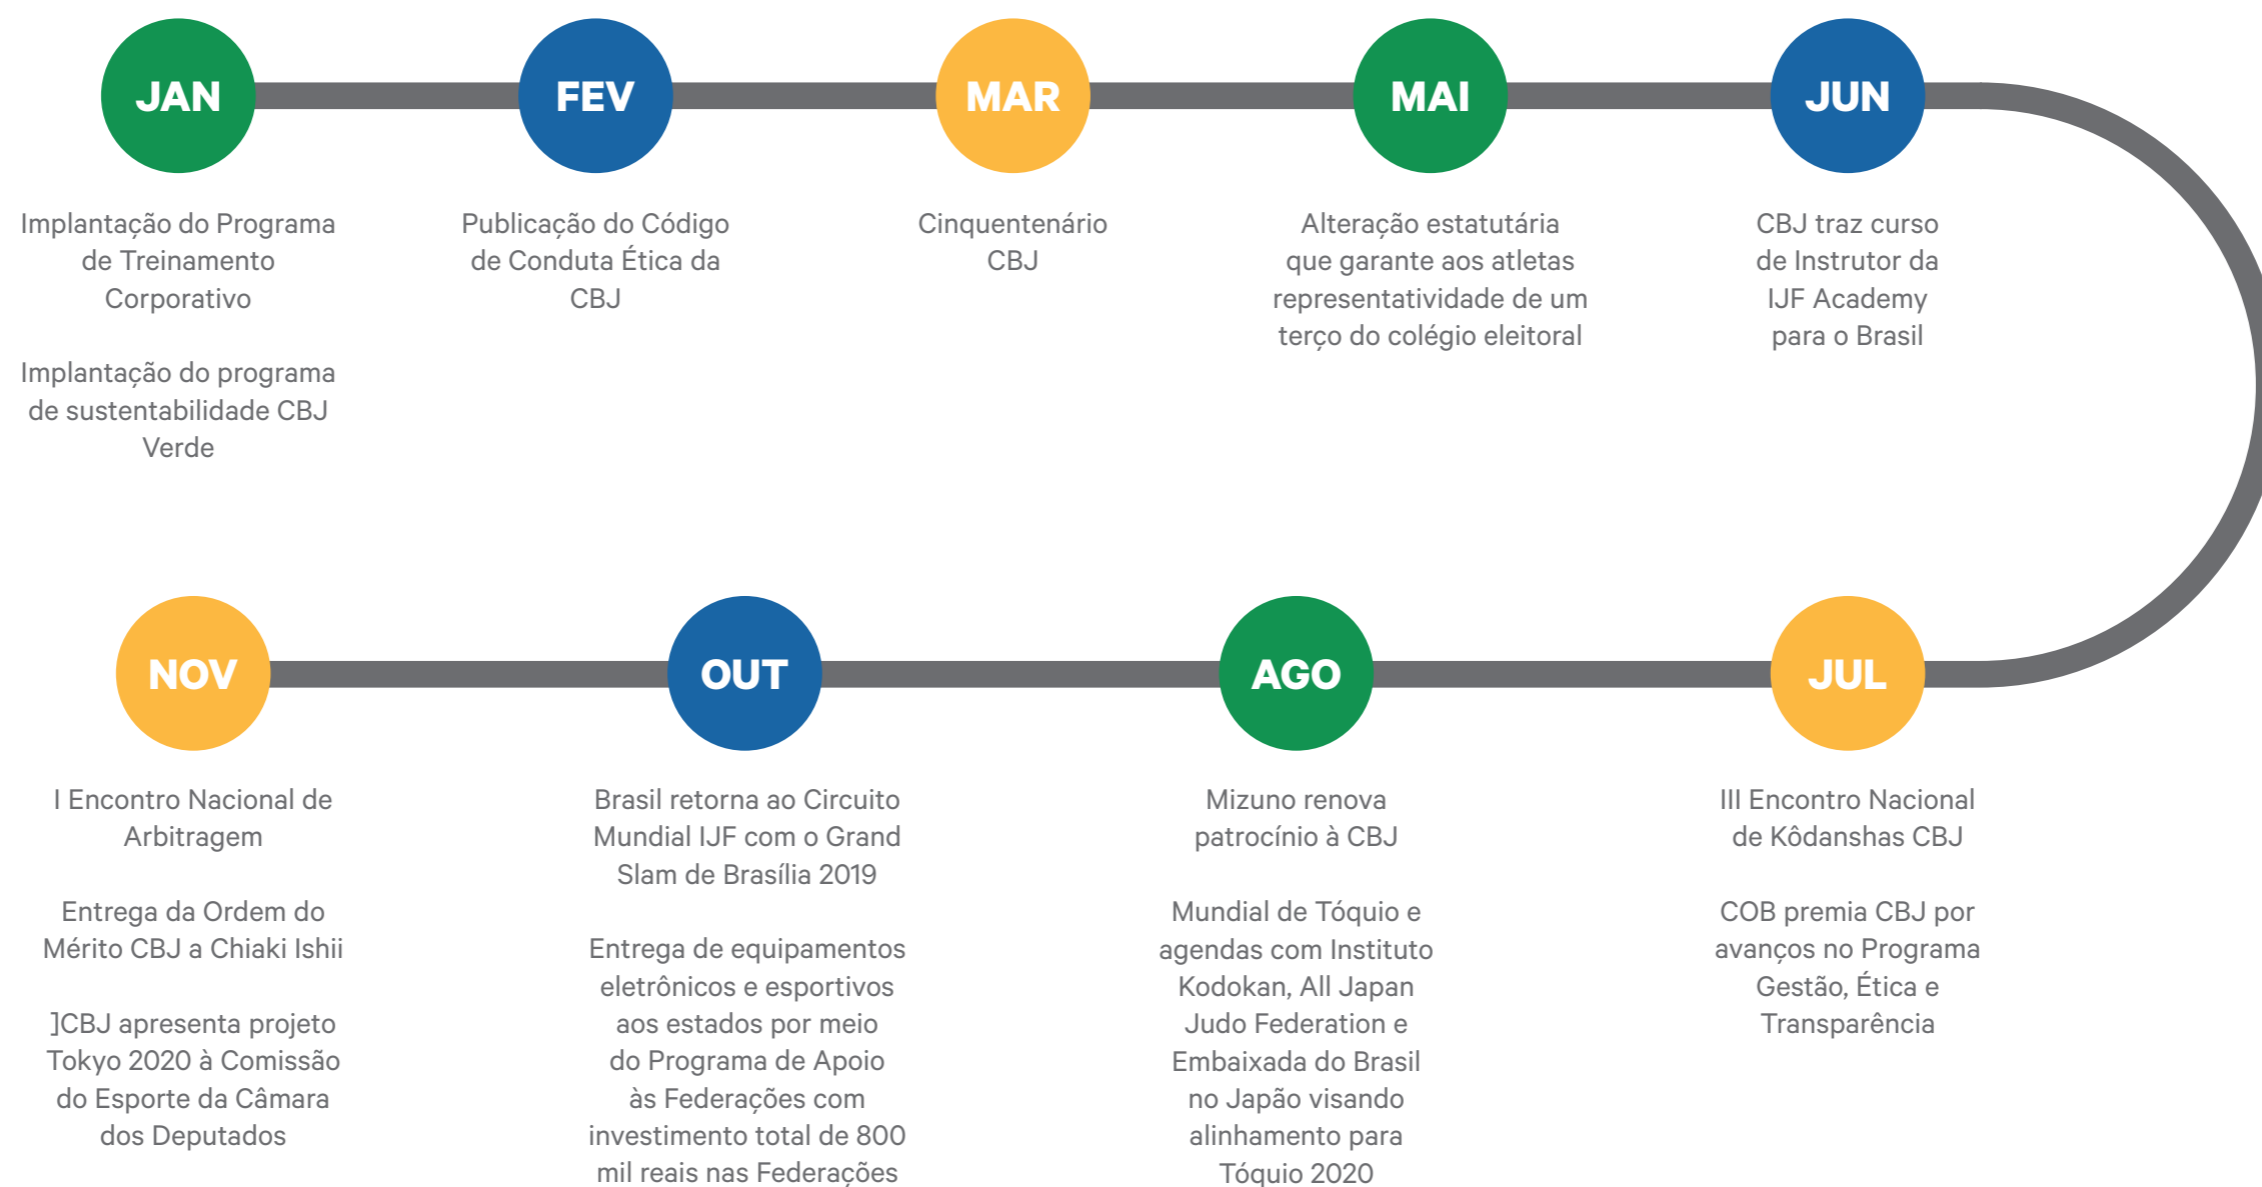 JAN
Implantação do Programa
de Treinamento
Corporativo
Implantação do programa
de sustentabilidade CBJ
Verde
FEV
Publicação do Código
de Conduta Ética da
CBJ
MAR
Cinquentenário
CBJ
MAI
Alteração estatutária
que garante aos atletas
representatividade de um
terço do colégio eleitoral
JUN
CBJ traz curso
de Instrutor da
IJF Academy
para o Brasil
JUL
III Encontro Nacional
de Kôdanshas CBJ
COB premia CBJ por
avanços no Programa
Gestão, Ética e
Transparência
AGO
Mizuno renova
patrocínio à CBJ
Mundial de Tóquio e
agendas com Instituto
Kodokan, All Japan
Judo Federation e
Embaixada do Brasil
no Japão visando
alinhamento para
Tóquio 2020
OUT
Brasil retorna ao Circuito
Mundial IJF com o Grand
Slam de Brasília 2019
Entrega de equipamentos
eletrônicos e esportivos
aos estados por meio
do Programa de Apoio
às Federações com
investimento total de 800
mil reais nas Federações
NOV
I Encontro Nacional de
Arbitragem
Entrega da Ordem do
Mérito CBJ a Chiaki Ishii
]CBJ apresenta projeto
Tokyo 2020 à Comissão
do Esporte da Câmara
dos Deputados